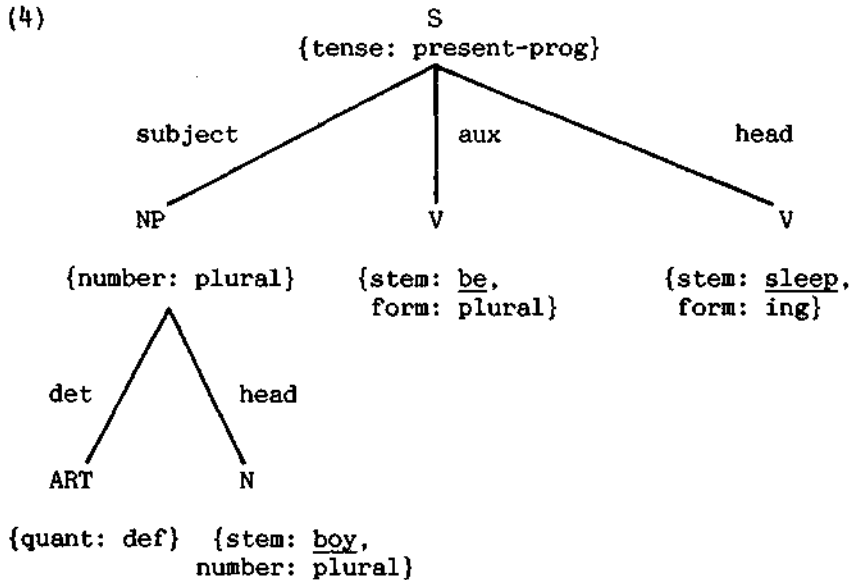 (4)
S
{tense: present-prog}
subject aux head
NP V V
{number: plural} {stem: be, {stem: sleep,
form: plural} form: ing}
det head
ART N
{quant: def} {stem: boy,
number: plural}